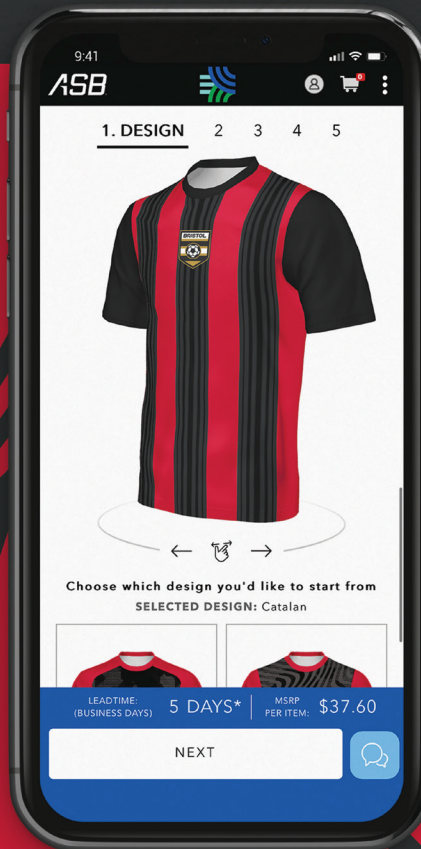 9:41
ASB
0
1. DESIGN 2 3 4 5
BRISTOL
Choose which design you'd like to start from
SELECTED DESIGN: Catalan
LEADTIME:
(BUSINESS DAYS)
5 DAYS*
MSRP
PER ITEM:
$37.60
NEXT